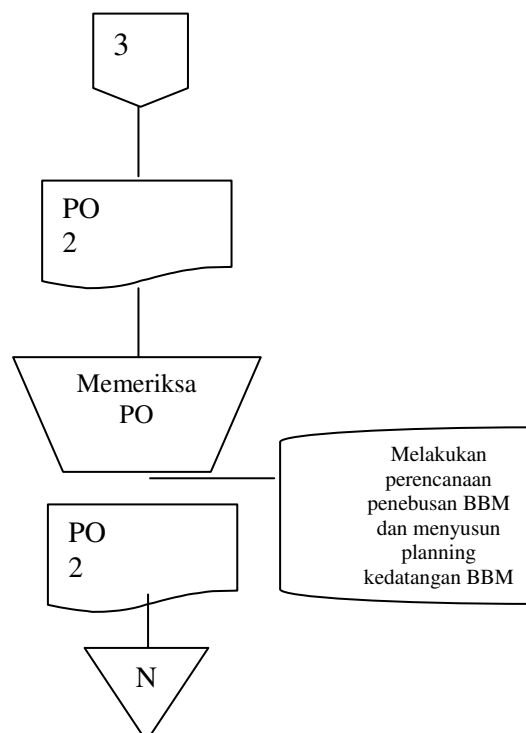 3
PO
2
Memeriksa
PO
Melakukan
perencanaan
penebusan BBM
dan menyusun
planning
kedatangan BBM
PO
2
N